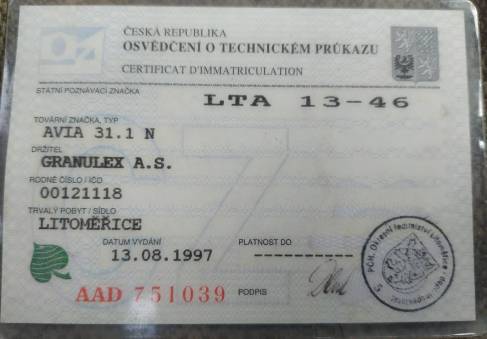 ČESKÁ REPUBLIKA
OSVĚDČENÍ O TECHNICKÉM PRŮKAZU
CERTIFICAT D'IMMATRICULATION
STÁTNÍ POZNÁVACÍ ZNAČKA
LTA 13-46
TOVÁRNÍ ZNAČKA, TYP
AVIA 31.1 N
DRŽITEL
GRANULEX A.S.
RODNÉ ČÍSLO / IČO
00121118
TRVALÝ POBYT / SÍDLO
LITOMĚŘICE
DATUM VYDÁNÍ
PLATNOST DO
13.08.1997
-----------
AAD 751039
PODPIS